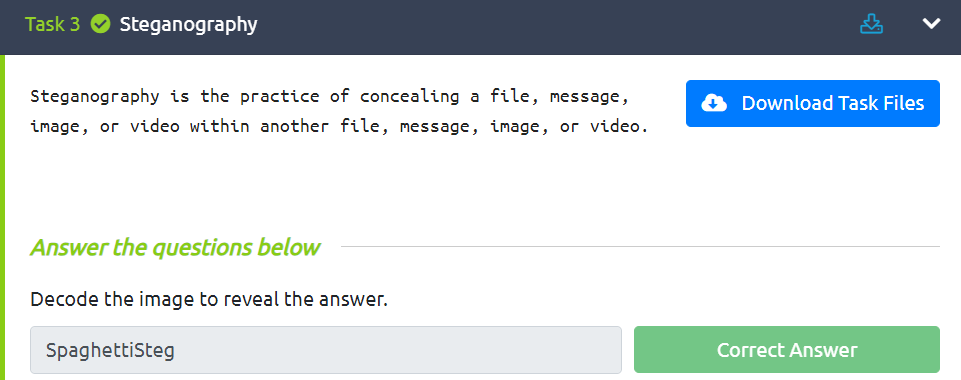 Task 3 Steganography
Steganography is the practice of concealing a file, message,
image, or video within another file, message, image, or video.
Download Task Files
Answer the questions below
Decode the image to reveal the answer.
SpaghettiSteg
Correct Answer